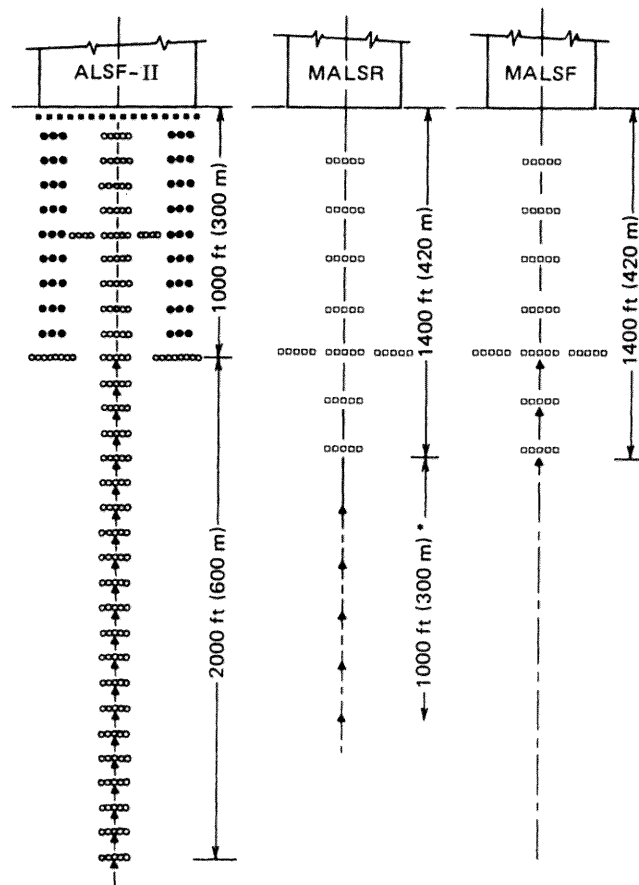 ALSF-II
MALSR
MALSF
1000 ft (300 m)
2000 ft (600 m)
1400 ft (420 m)
1000 ft (300 m) *
1400 ft (420 m)